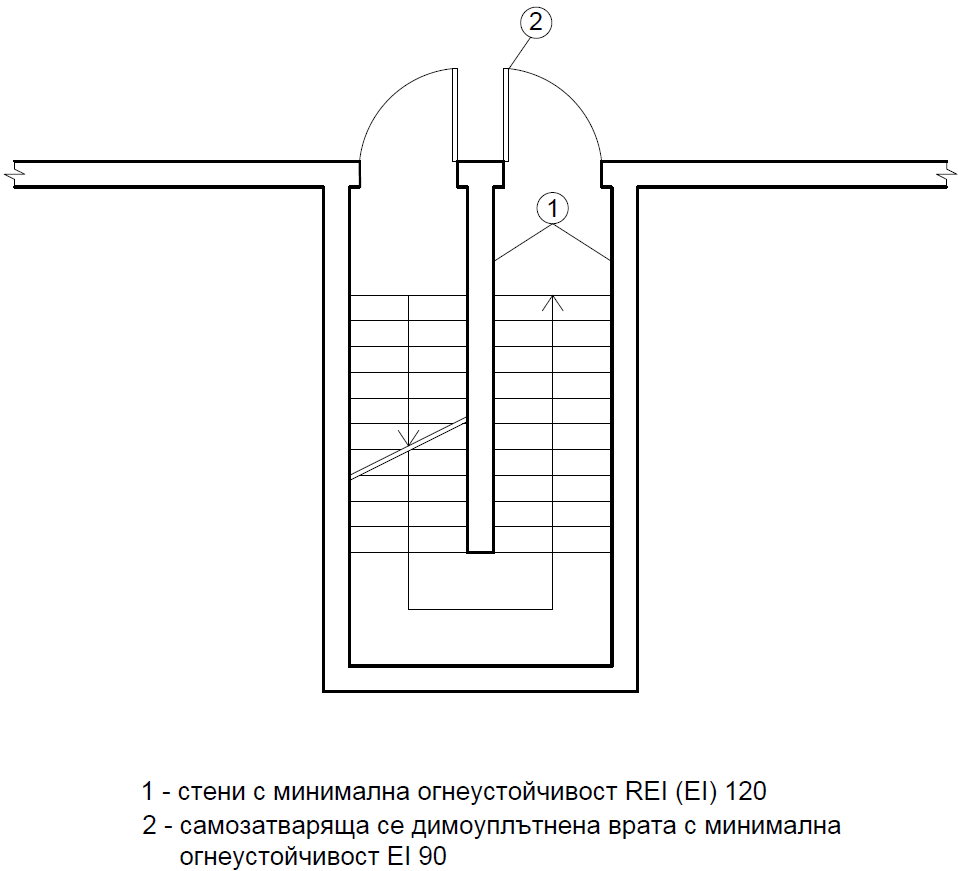 2
1
1 - стени с минимална огнеустойчивост REI (EI) 120
2 - самозатваряща се димоуплътнена врата с минимална
огнеустойчивост EI 90